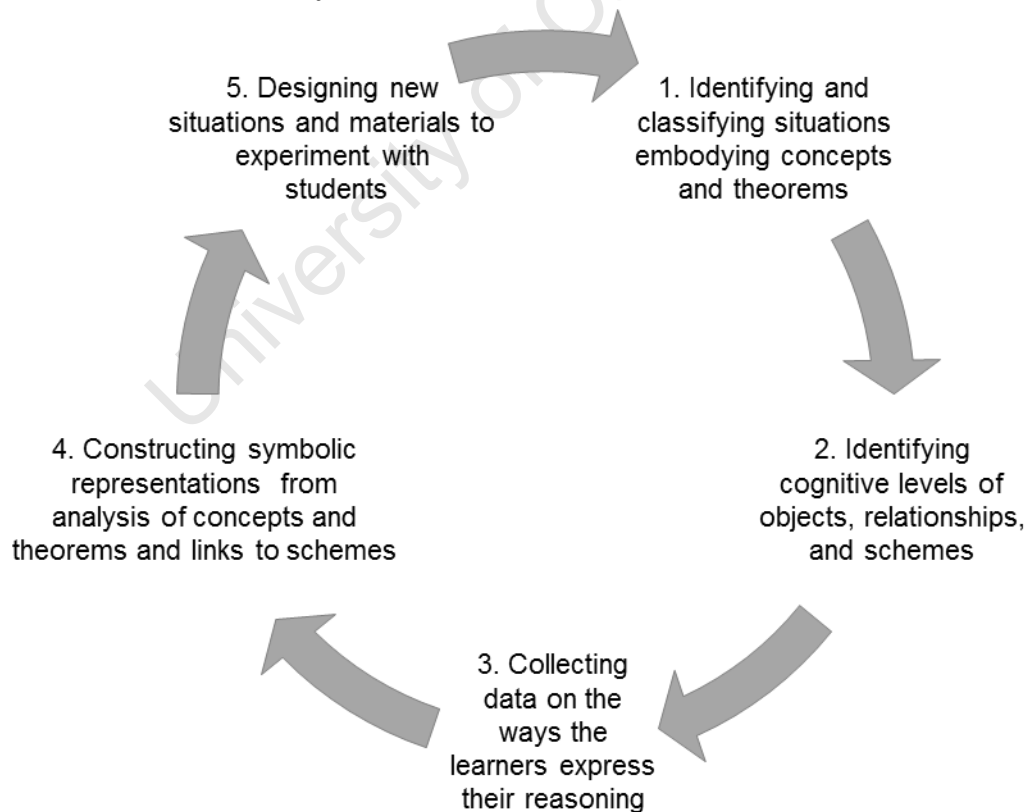 1. Identifying and
classifying situations
embodying concepts
and theorems
2. Identifying
cognitive levels of
objects, relationships,
and schemes
3. Collecting
data on the
ways the
learners express
their reasoning
4. Constructing symbolic
representations from
analysis of concepts and
theorems and links to schemes
5. Designing new
situations and materials to
experiment with
students
University of